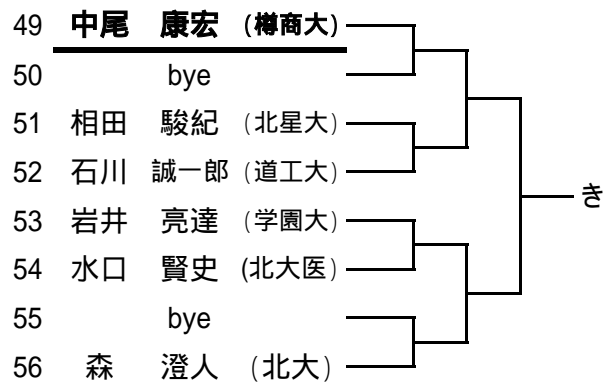 49 中尾 康宏 (樽商大)
50 bye
51 相田 駿紀 (北星大)
52 石川 誠一郎 (道工大)
き
53 岩井 亮達 (学園大)
54 水口 賢史 (北大医)
55 bye
56 森 澄人 (北大)